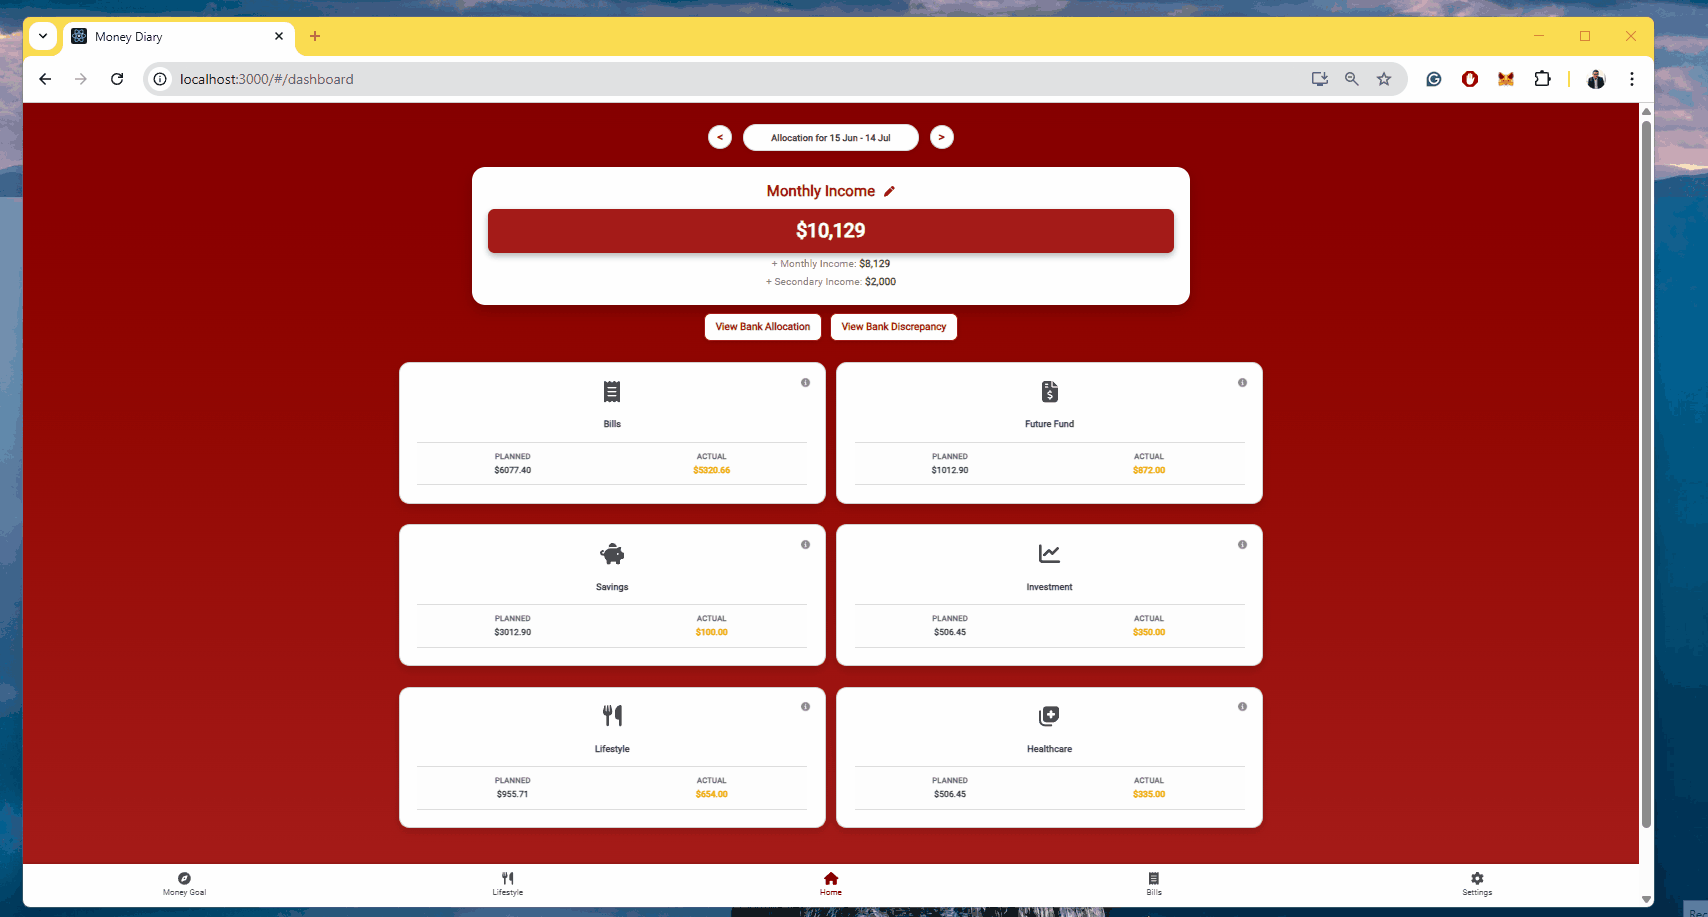 Money Diary
localhost:3000/#/dashboard
< Allocation for 15 Jun - 14 Jul >
Monthly Income
$10,129
+ Monthly Income: $8,129
+ Secondary Income: $2,000
View Bank Allocation View Bank Discrepancy
Bills
PLANNED ACTUAL
$6077.40 $5320.66
Future Fund
PLANNED ACTUAL
$1012.90 $872.00
Savings
PLANNED ACTUAL
$3012.90 $100.00
Investment
PLANNED ACTUAL
$506.45 $350.00
Lifestyle
PLANNED ACTUAL
$955.71 $654.00
Healthcare
PLANNED ACTUAL
$506.45 $335.00
Money Goal Lifestyle Home Bills Settings